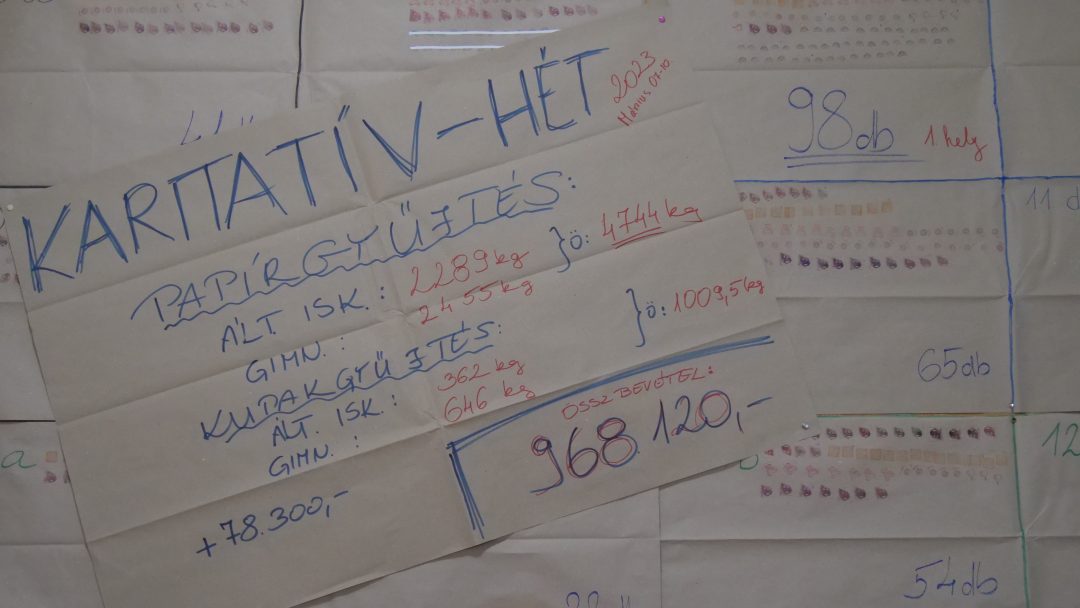 KARITATÍV-HÉT
2023
Március 07-10.
PAPÍRGYŰJTÉS:
ÁLT ISK.: 2289 kg
GIMN.: 2455 kg
} Ö: 4744 kg
KUPAKGYŰJTÉS:
ÁLT. ISK.: 362 kg
GIMN.: 646 kg
} Ö: 1009,5 kg
ÖSSZBEVÉTEL:
968.120,-
+78.300,-
98 db 1. hely
11 d
65 db
a
12
54 db